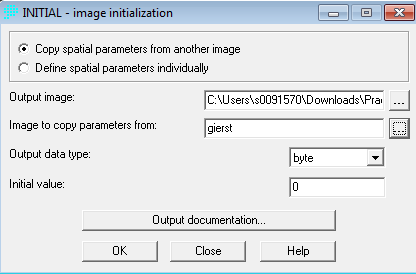 INITIAL - image initialization
Copy spatial parameters from another image
Define spatial parameters individually
Output image: C:\Users\s0091570\Downloads\Prac ...
Image to copy parameters from: gierst ...
Output data type: byte
Initial value: 0
Output documentation...
OK Close Help